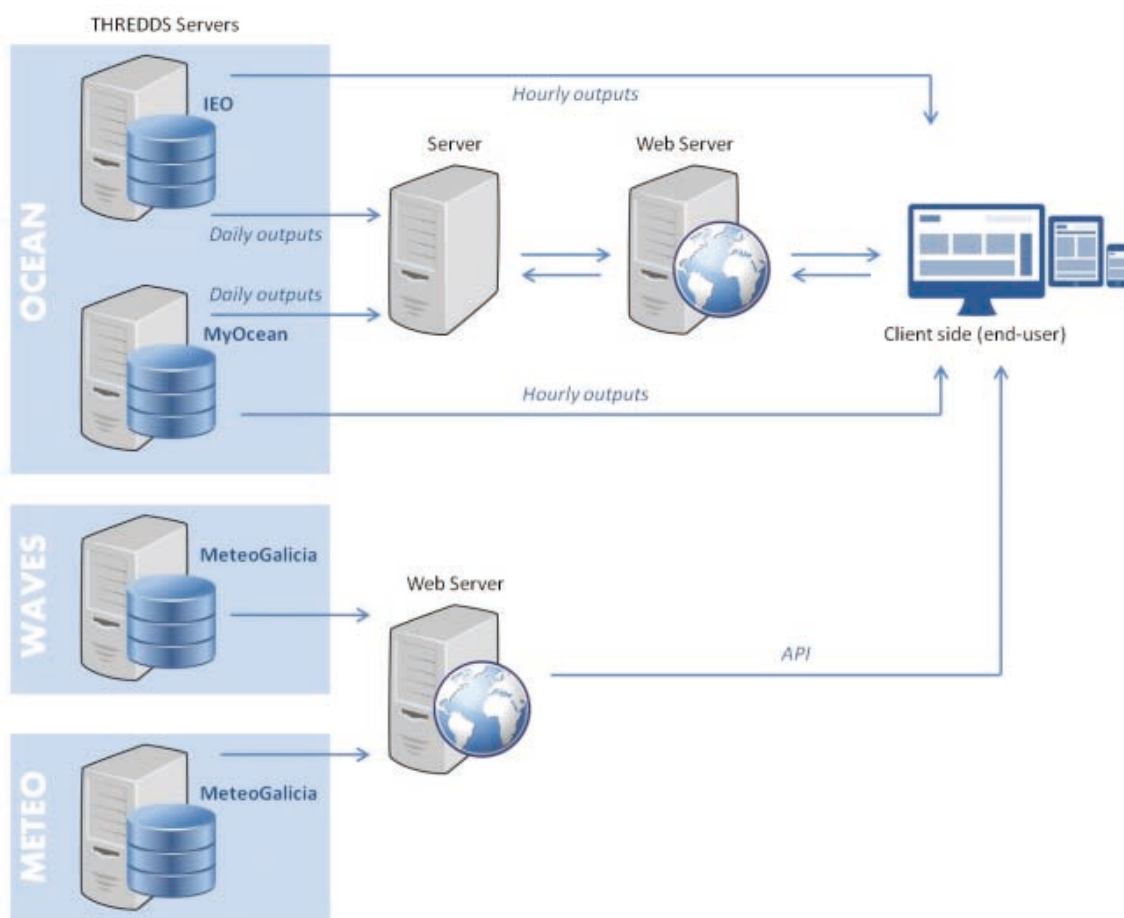 THREDDS Servers
OCEAN
IEO
Hourly outputs
Server
Web Server
Daily outputs
Daily outputs
MyOcean
Client side (end-user)
Hourly outputs
WAVES
MeteoGalicia
Web Server
API
METEO
MeteoGalicia